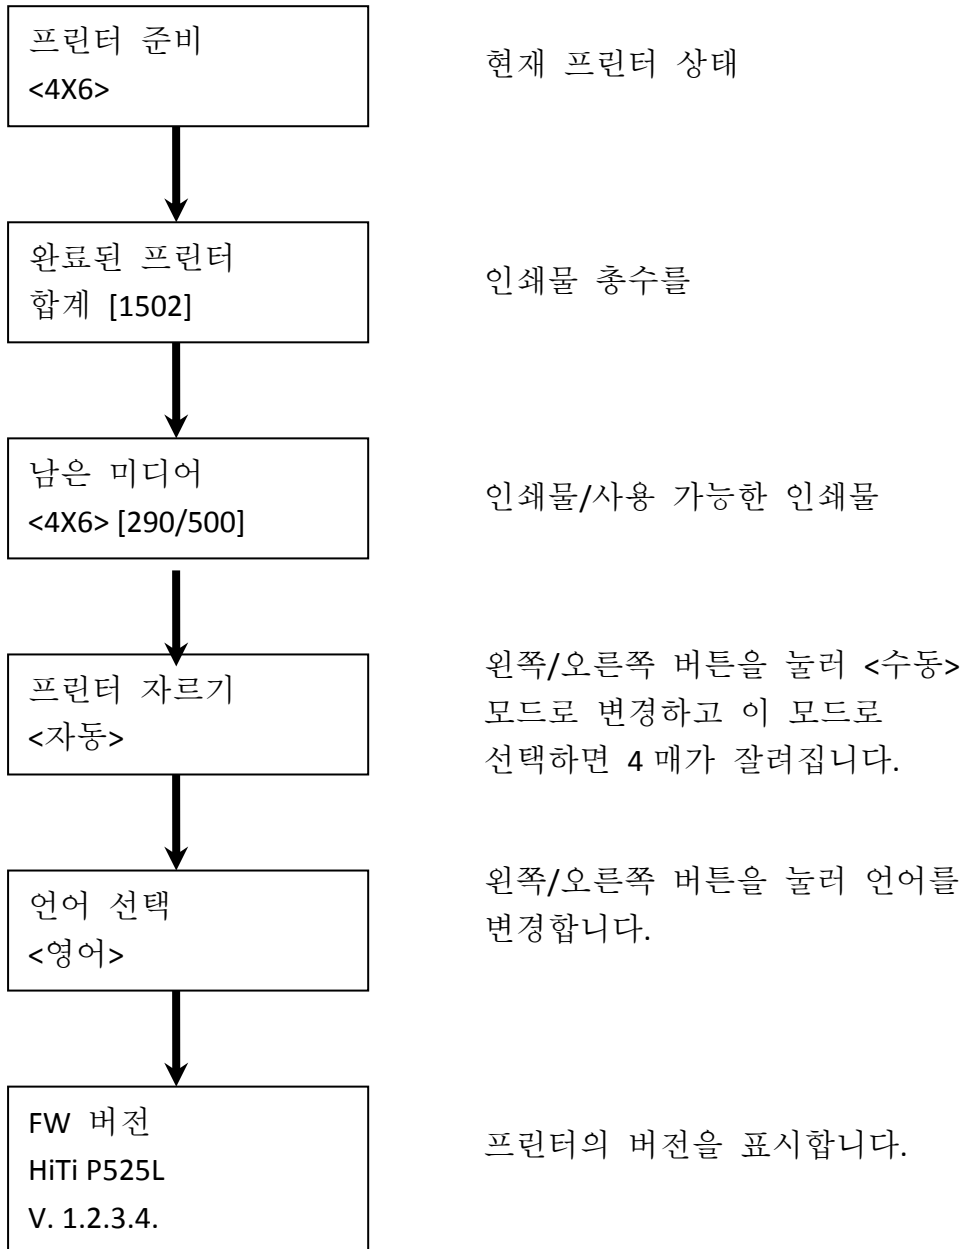 프린터 준비
<4X6>
현재 프린터 상태
완료된 프린터
합계 [1502]
인쇄물 총수를
남은 미디어
<4X6> [290/500]
인쇄물/사용 가능한 인쇄물
프린터 자르기
<자동>
왼쪽/오른쪽 버튼을 눌러 <수동>
모드로 변경하고 이 모드로
선택하면 4 매가 잘려집니다.
언어 선택
<영어>
왼쪽/오른쪽 버튼을 눌러 언어를
변경합니다.
FW 버전
HiTi P525L
V. 1.2.3.4.
프린터의 버전을 표시합니다.